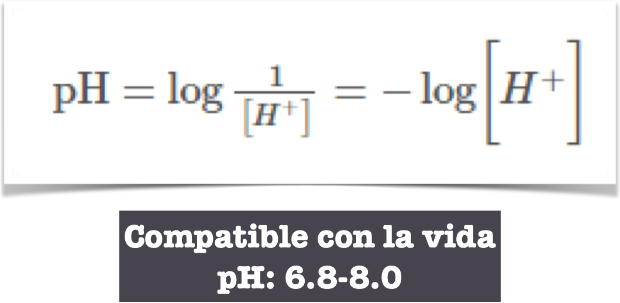 pH = log 1/[H⁺] = − log[H⁺]
Compatible con la vida
pH: 6.8-8.0